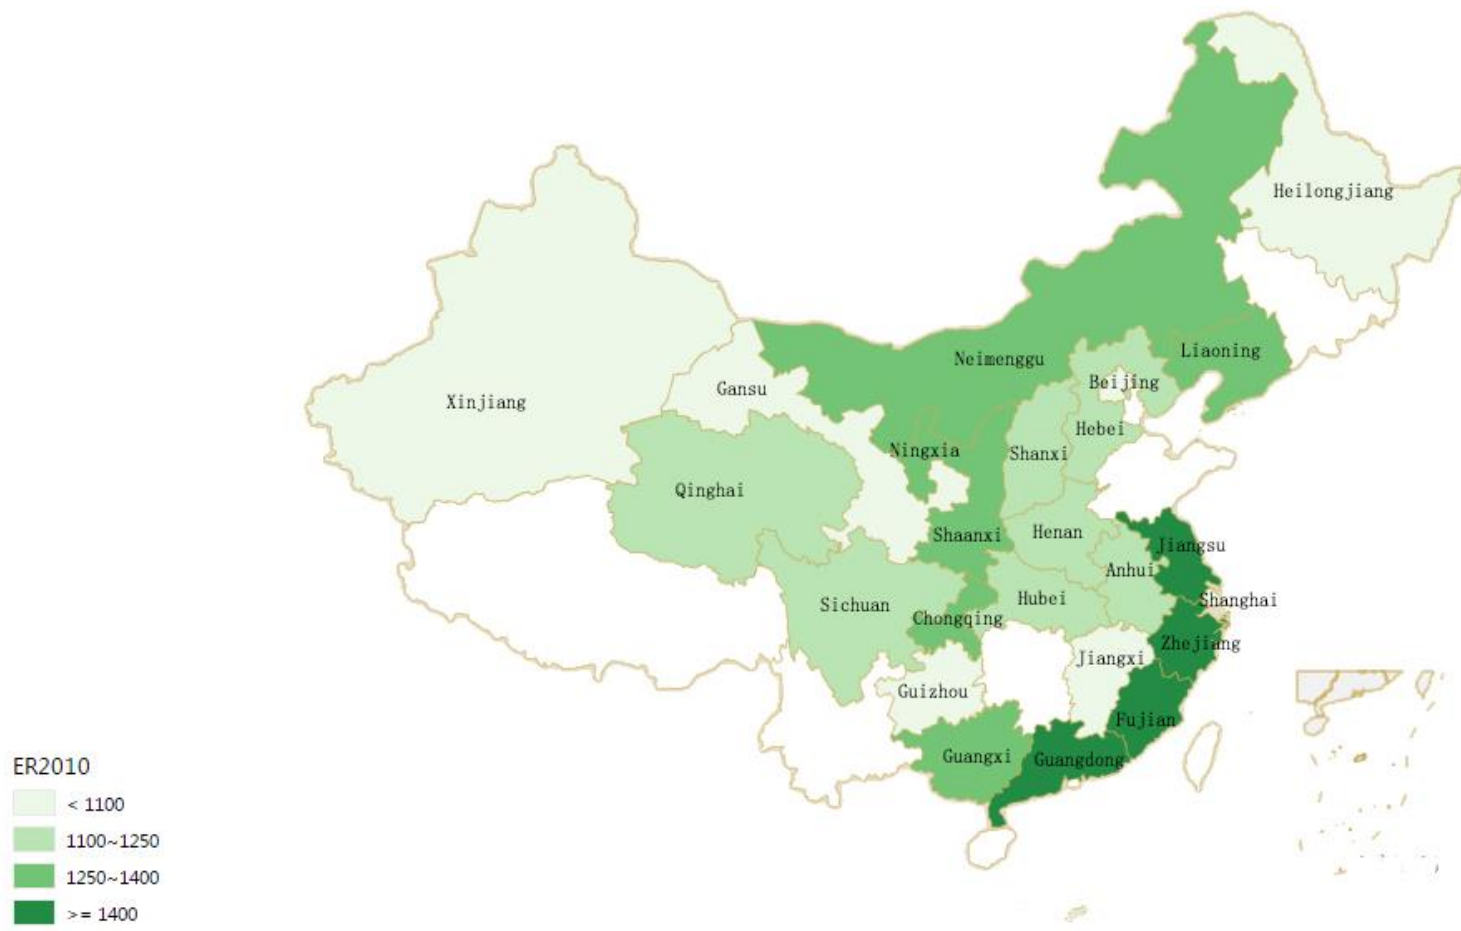 Heilongjiang
Liaoning
Neimenggu
Beijing
Gansu
Xinjiang
Hebei
Ningxia
Shanxi
Qinghai
Henan
Shaanxi
Jiangsu
Anhui
Hubei
Shanghai
Sichuan
Chongqing
Zhejiang
Jiangxi
Guizhou
Fujian
Guangxi
Guangdong
ER2010
< 1100
1100~1250
1250~1400
>= 1400